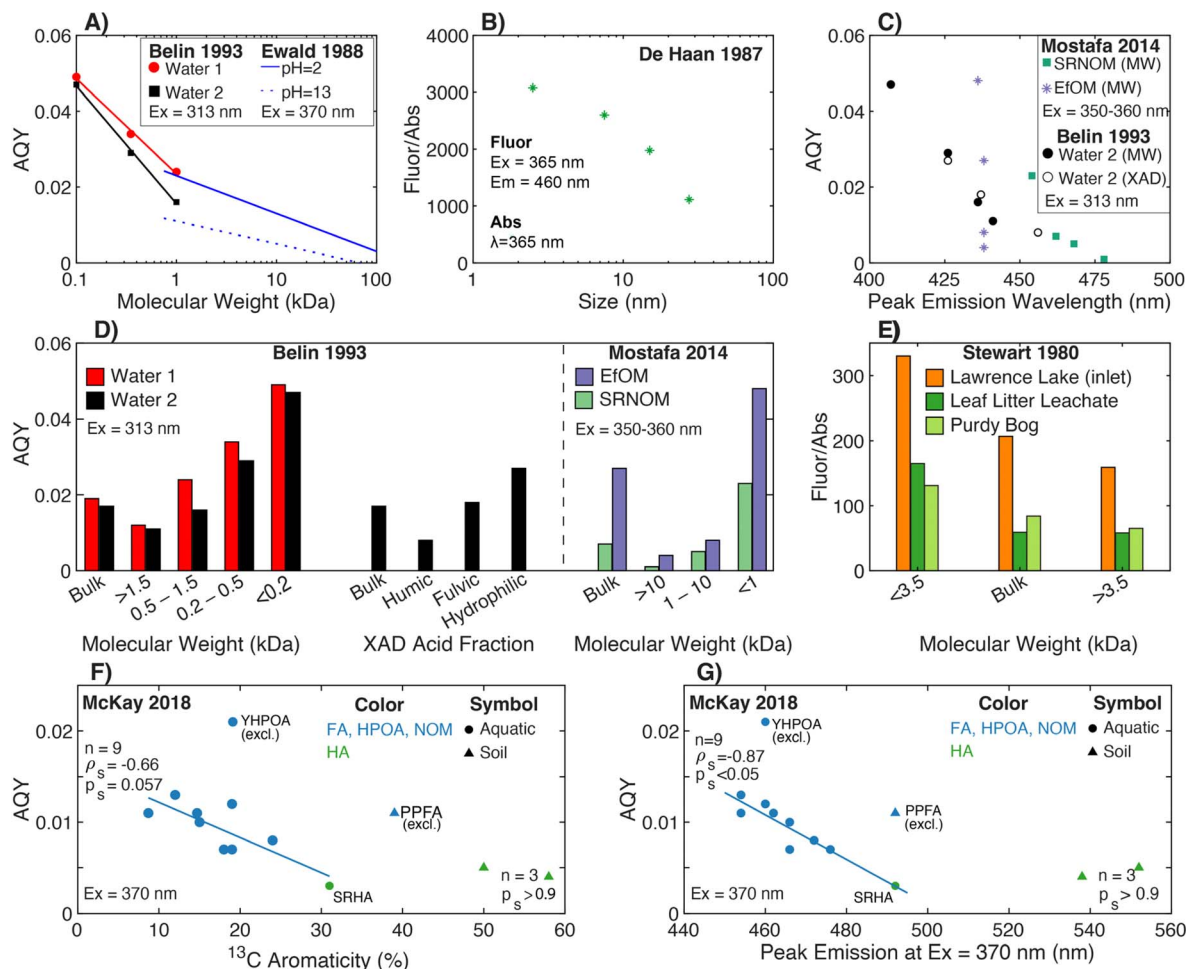 A)
0.06
0.04
0.02
0
AQY
Belin 1993
Water 1
Water 2
Ex = 313 nm
Ewald 1988
pH=2
pH=13
Ex = 370 nm
0.1
1
10
100
Molecular Weight (kDa)
B)
4000
3000
2000
1000
0
Fluor/Abs
De Haan 1987
Fluor
Ex = 365 nm
Em = 460 nm
Abs
λ=365 nm
1
10
100
Size (nm)
C)
0.06
0.04
0.02
0
AQY
Mostafa 2014
SRNOM (MW)
EfOM (MW)
Ex = 350-360 nm
Belin 1993
Water 2 (MW)
Water 2 (XAD)
Ex = 313 nm
400
425
450
475
500
Peak Emission Wavelength (nm)
D)
0.06
0.04
0.02
0
AQY
Belin 1993
Water 1
Water 2
Ex = 313 nm
Mostafa 2014
EfOM
SRNOM
Ex = 350-360 nm
Bulk
>1.5
0.5 – 1.5
0.2 – 0.5
<0.2
Molecular Weight (kDa)
Bulk
Humic
Fulvic
Hydrophilic
XAD Acid Fraction
Bulk
>10
1 – 10
<1
Molecular Weight (kDa)
E)
300
200
100
0
Fluor/Abs
Stewart 1980
Lawrence Lake (inlet)
Leaf Litter Leachate
Purdy Bog
<3.5
Bulk
>3.5
Molecular Weight (kDa)
F)
0.02
0.01
0
AQY
McKay 2018
n = 9
ρs = -0.66
ps = 0.057
YHPOA
(excl.)
Color
FA, HPOA, NOM
HA
Symbol
Aquatic
Soil
PPFA
(excl.)
SRHA
n = 3
ps > 0.9
Ex = 370 nm
0
10
20
30
40
50
60
13C Aromaticity (%)
G)
0.02
0.01
0
AQY
McKay 2018
n=9
ρs=-0.87
ps<0.05
YHPOA
(excl.)
Color
FA, HPOA, NOM
HA
Symbol
Aquatic
Soil
PPFA
(excl.)
SRHA
n = 3
ps > 0.9
Ex = 370 nm
440
460
480
500
520
540
560
Peak Emission at Ex = 370 nm (nm)